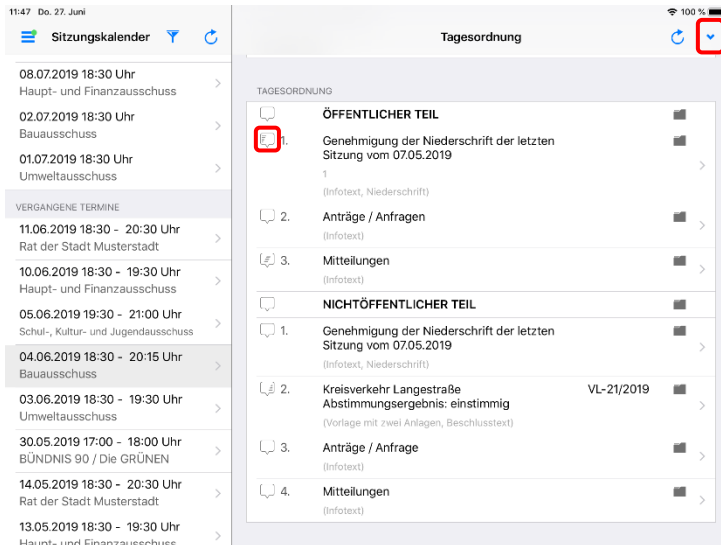 11:47 Do. 27. Juni
100 %
Sitzungskalender
Tagesordnung
08.07.2019 18:30 Uhr
Haupt- und Finanzausschuss
02.07.2019 18:30 Uhr
Bauausschuss
01.07.2019 18:30 Uhr
Umweltausschuss
VERGANGENE TERMINE
11.06.2019 18:30 - 20:30 Uhr
Rat der Stadt Musterstadt
10.06.2019 18:30 - 19:30 Uhr
Haupt- und Finanzausschuss
05.06.2019 19:30 - 21:00 Uhr
Schul-, Kultur- und Jugendausschuss
04.06.2019 18:30 - 20:15 Uhr
Bauausschuss
03.06.2019 18:30 - 19:30 Uhr
Umweltausschuss
30.05.2019 17:00 - 18:00 Uhr
BÜNDNIS 90 / Die GRÜNEN
14.05.2019 18:30 - 20:30 Uhr
Rat der Stadt Musterstadt
13.05.2019 18:30 - 19:30 Uhr
Haupt- und Finanzausschuss
TAGESORDNUNG
ÖFFENTLICHER TEIL
1. Genehmigung der Niederschrift der letzten
Sitzung vom 07.05.2019
1
(Infotext, Niederschrift)
2. Anträge / Anfragen
(Infotext)
3. Mitteilungen
(Infotext)
NICHTÖFFENTLICHER TEIL
1. Genehmigung der Niederschrift der letzten
Sitzung vom 07.05.2019
(Infotext, Niederschrift)
2. Kreisverkehr Langestraße VL-21/2019
Abstimmungsergebnis: einstimmig
(Vorlage mit zwei Anlagen, Beschlusstext)
3. Anträge / Anfrage
(Infotext)
4. Mitteilungen
(Infotext)